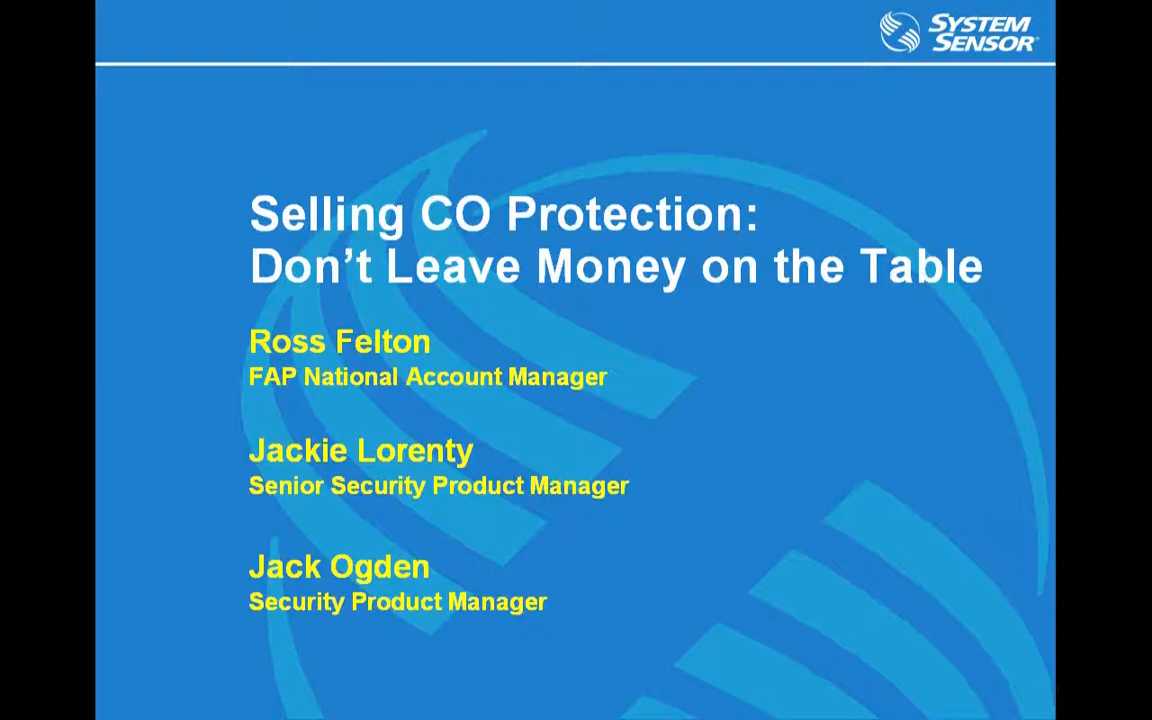 SYSTEM
SENSOR
Selling CO Protection:
Don't Leave Money on the Table
Ross Felton
FAP National Account Manager
Jackie Lorenty
Senior Security Product Manager
Jack Ogden
Security Product Manager